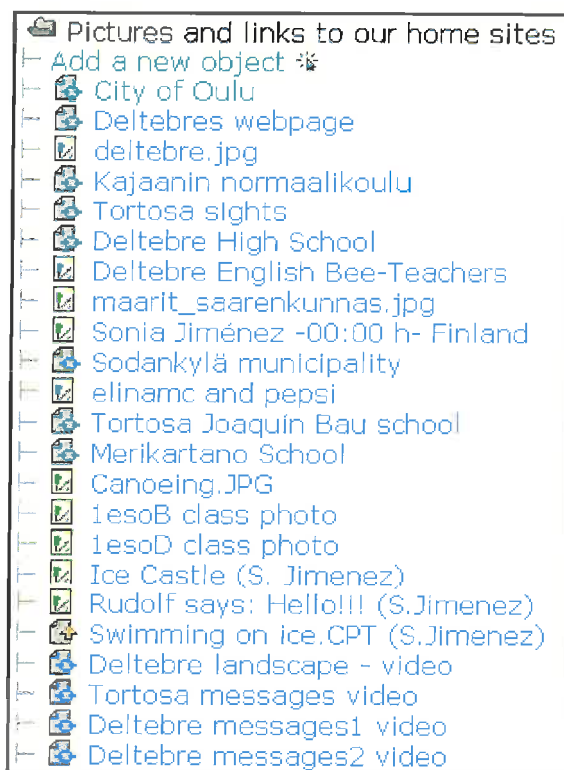 Pictures and links to our home sites
Add a new object
City of Oulu
Deltebres webpage
deltebre.jpg
Kajaanin normaalikoulu
Tortosa sights
Deltebre High School
Deltebre English Bee-Teachers
maarit_saarenkunnas.jpg
Sonia Jiménez -00:00 h- Finland
Sodankylä municipality
elinamc and pepsi
Tortosa Joaquín Bau school
Merikartano School
Canoeing.JPG
1esoB class photo
1esoD class photo
Ice Castle (S. Jimenez)
Rudolf says: Hello!!! (S.Jimenez)
Swimming on ice.CPT (S.Jimenez)
Deltebre landscape - video
Tortosa messages video
Deltebre messages1 video
Deltebre messages2 video